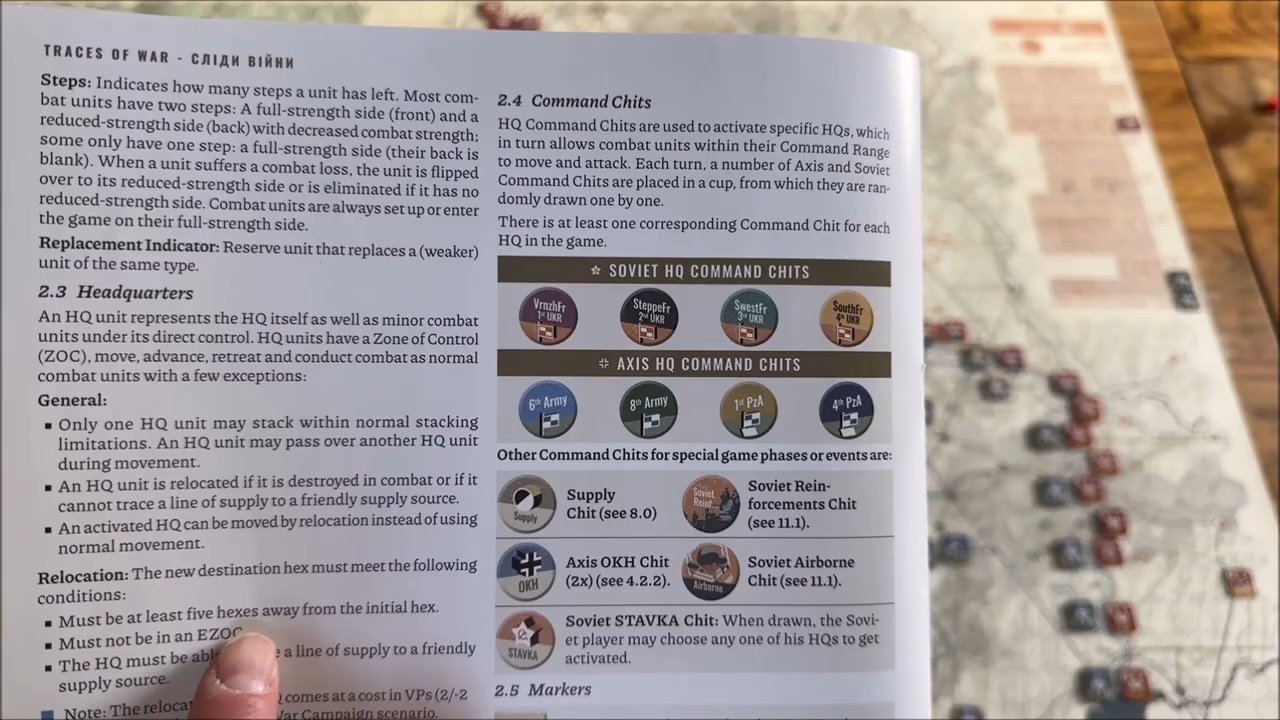 TRACES OF WAR - СЛІДИ ВІЙНИ
Steps: Indicates how many steps a unit has left. Most com-
bat units have two steps: A full-strength side (front) and a
reduced-strength side (back) with decreased combat strength;
some only have one step: a full-strength side (their back is
blank). When a unit suffers a combat loss, the unit is flipped
over to its reduced-strength side or is eliminated if it has no
reduced-strength side. Combat units are always set up or enter
the game on their full-strength side.
Replacement Indicator: Reserve unit that replaces a (weaker)
unit of the same type.
2.3 Headquarters
An HQ unit represents the HQ itself as well as minor combat
units under its direct control. HQ units have a Zone of Control
(ZOC), move, advance, retreat and conduct combat as normal
combat units with a few exceptions:
General:
▪ Only one HQ unit may stack within normal stacking
limitations. An HQ unit may pass over another HQ unit
during movement.
▪ An HQ unit is relocated if it is destroyed in combat or if it
cannot trace a line of supply to a friendly supply source.
▪ An activated HQ can be moved by relocation instead of using
normal movement.
Relocation: The new destination hex must meet the following
conditions:
▪ Must be at least five hexes away from the initial hex.
▪ Must not be in an EZOC
▪ The HQ must be a line of supply to a friendly
supply source.
Note: The comes at a cost in VPs (2/-2
War Campaign scenario.
2.4 Command Chits
HQ Command Chits are used to activate specific HQs, which
in turn allows combat units within their Command Range
to move and attack. Each turn, a number of Axis and Soviet
Command Chits are placed in a cup, from which they are ran-
domly drawn one by one.
There is at least one corresponding Command Chit for each
HQ in the game.
SOVIET HQ COMMAND CHITS
VrnzhFr
1st UKR
SteppeFr
2nd UKR
SwestFr
3rd UKR
SouthFr
4th UKR
AXIS HQ COMMAND CHITS
6th Army
8th Army
1st PzA
4th PzA
Other Command Chits for special game phases or events are:
Supply
Supply
Chit (see 8.0)
Soviet
Reinf.
Soviet Rein-
forcements Chit
(see 11.1).
OKH
Axis OKH Chit
(2x) (see 4.2.2).
Airborne
Soviet Airborne
Chit (see 11.1).
STAVKA
Soviet STAVKA Chit: When drawn, the Sovi-
et player may choose any one of his HQs to get
activated.
2.5 Markers